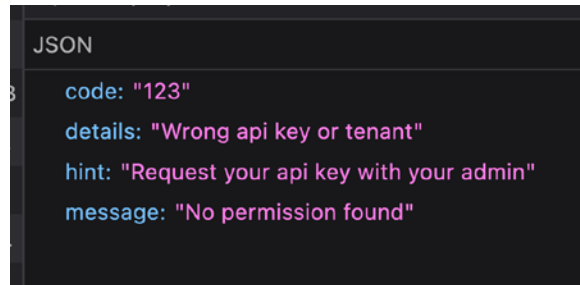 JSON
code: "123"
details: "Wrong api key or tenant"
hint: "Request your api key with your admin"
message: "No permission found"